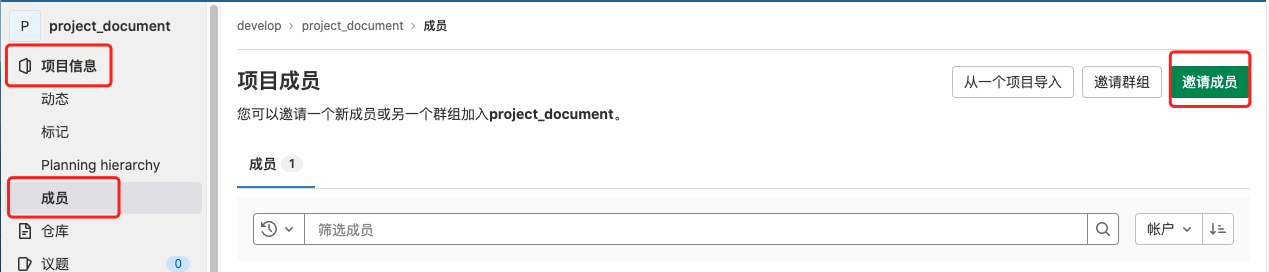 P project_document
项目信息
动态
标记
Planning hierarchy
成员
仓库
议题 0
develop > project_document > 成员
项目成员
从一个项目导入 邀请群组 邀请成员
您可以邀请一个新成员或另一个群组加入project_document。
成员 1
筛选成员 帐户